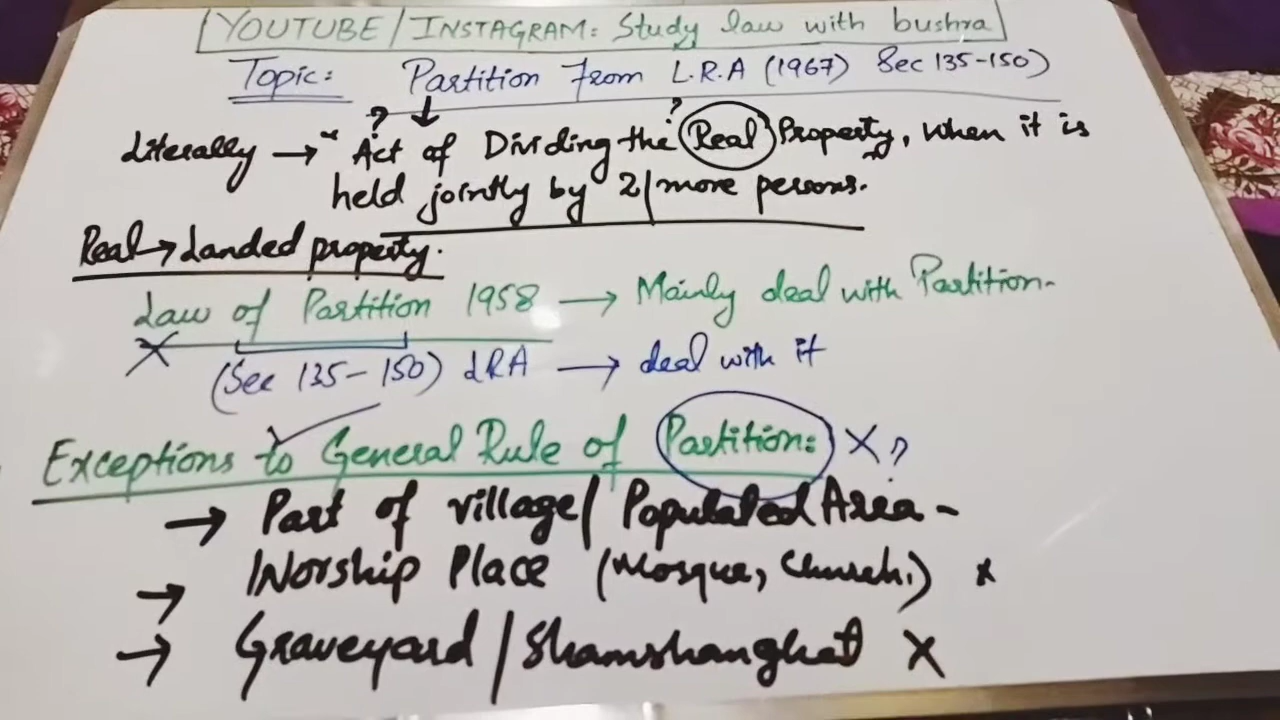 YOUTUBE/INSTAGRAM: Study law with bushra
Topic: Partition From L.R.A (1967) Sec 135-150)
? ?
Literally → " Act of Dividing the Real Property, when it is
held jointly by 2/more persons.
Real → Landed property.
Law of Partition 1958 → Mainly deal with Partition.
X (Sec 135-150) LRA → deal with it
Exceptions to General Rule of Partition: X ?
→ Part of village/Populated Area -
→ Worship Place (Mosque, Church,) x
→ Graveyard/Shamshanghat X